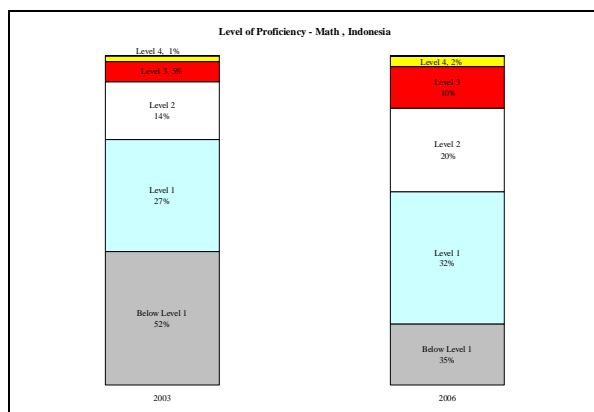 Level of Proficiency - Math , Indonesia
Level 4, 1%
Level 3, 5%
Level 2
14%
Level 1
27%
Below Level 1
52%
2003
Level 4, 2%
Level 3
10%
Level 2
20%
Level 1
32%
Below Level 1
35%
2006